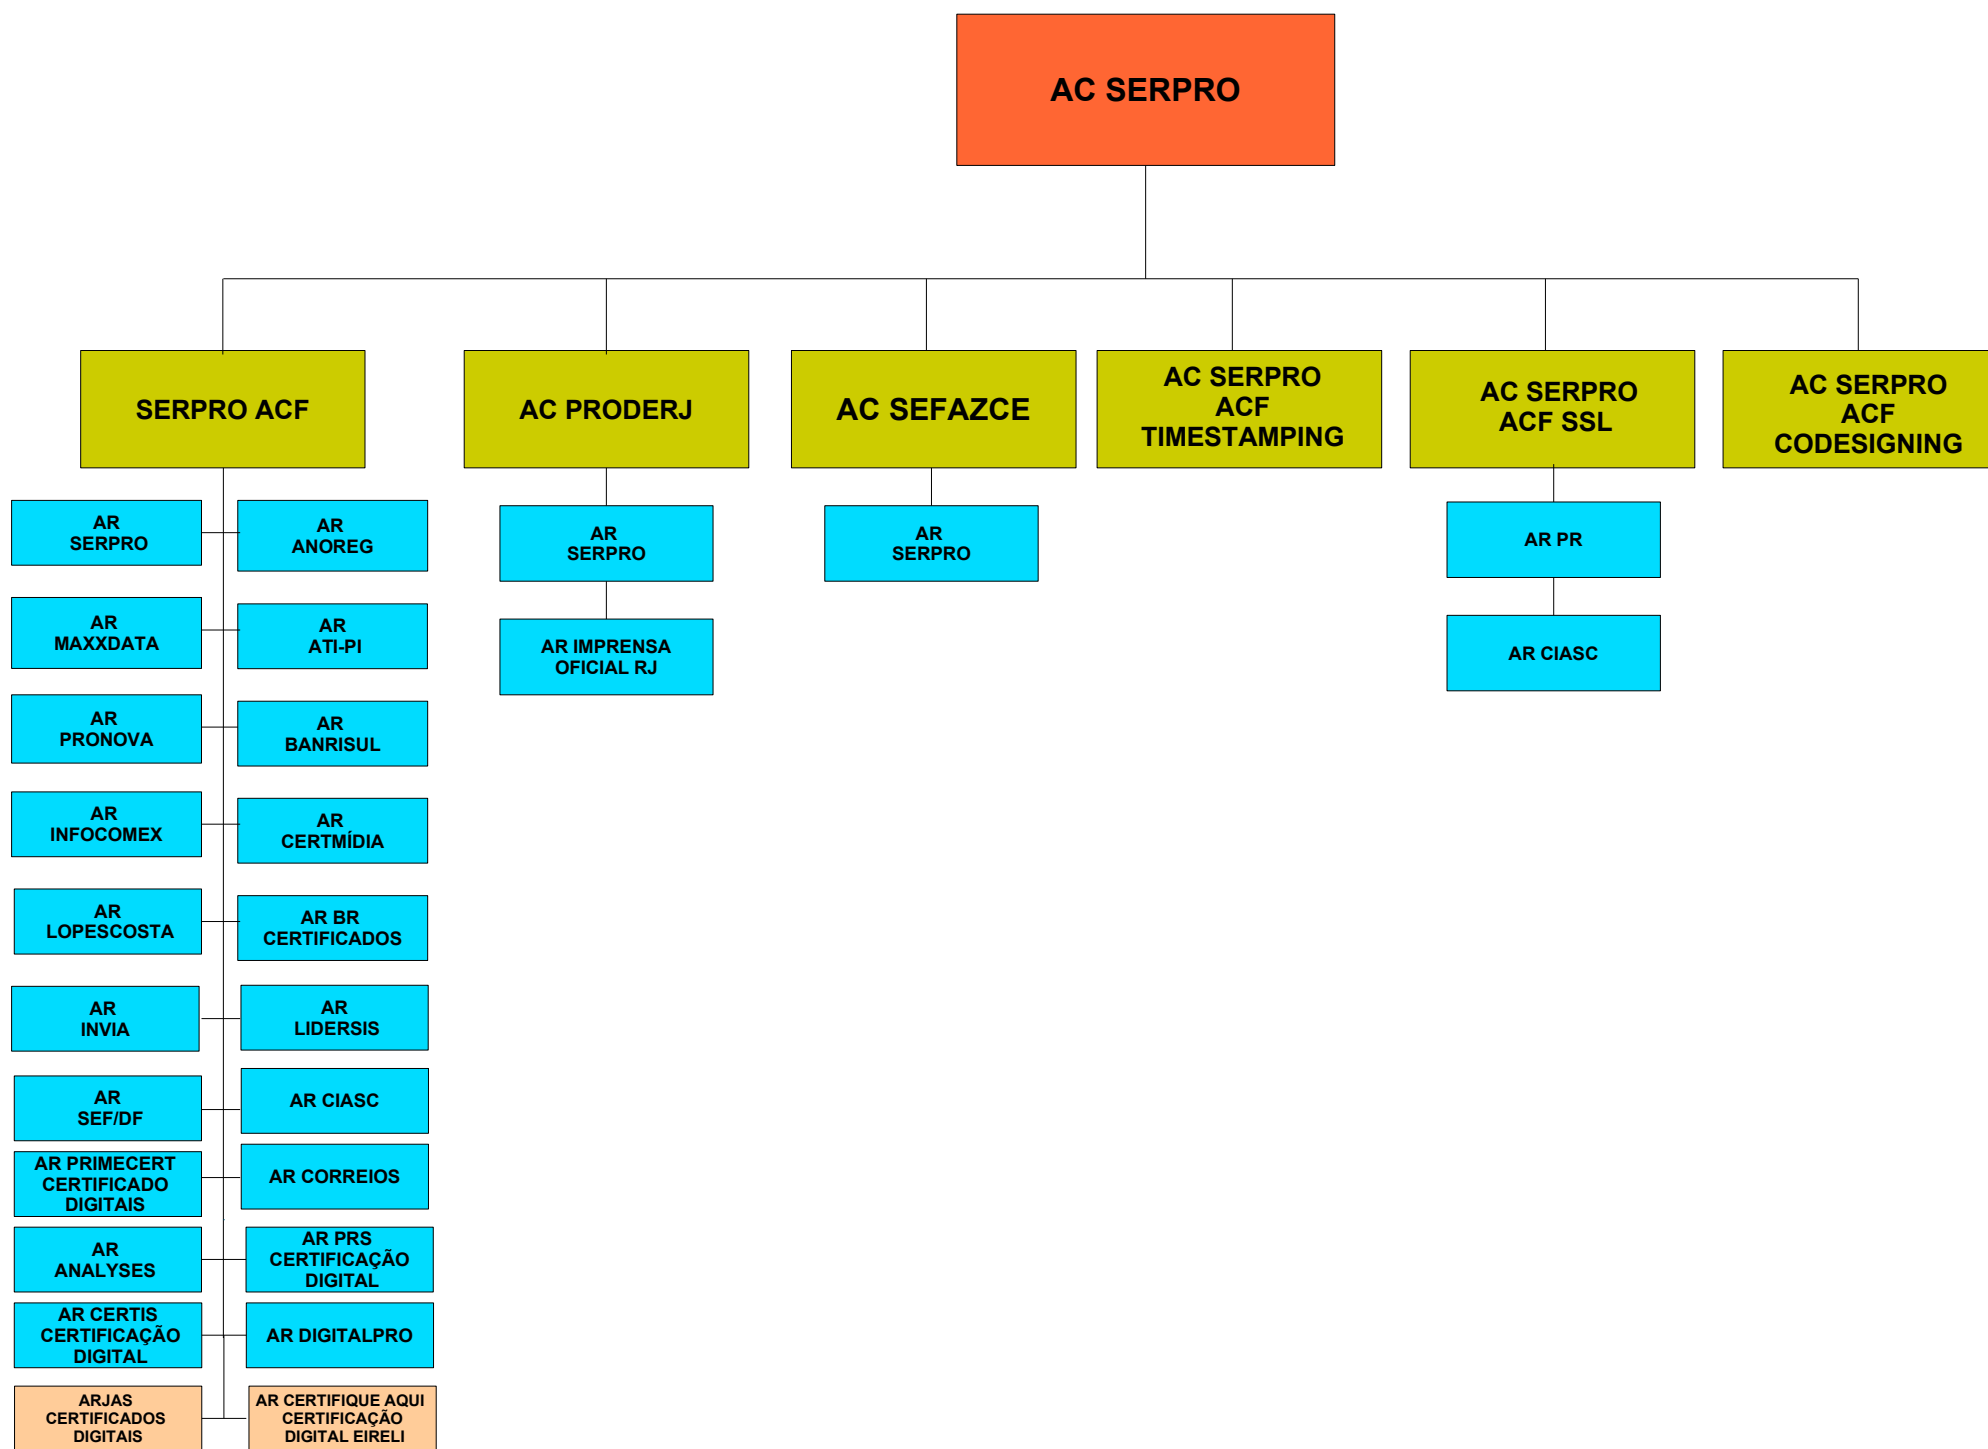 AC SERPRO
SERPRO ACF
AC PRODERJ
AC SEFAZCE
AC SERPRO
ACF
TIMESTAMPING
AC SERPRO
ACF SSL
AC SERPRO
ACF
CODESIGNING
AR
SERPRO
AR
ANOREG
AR
MAXXDATA
AR
ATI-PI
AR
PRONOVA
AR
BANRISUL
AR
INFOCOMEX
AR
CERTMÍDIA
AR
LOPESCOSTA
AR BR
CERTIFICADOS
AR
INVIA
AR
LIDERSIS
AR
SEF/DF
AR CIASC
AR PRIMECERT
CERTIFICADO
DIGITAIS
AR CORREIOS
AR
ANALYSES
AR PRS
CERTIFICAÇÃO
DIGITAL
AR CERTIS
CERTIFICAÇÃO
DIGITAL
AR DIGITALPRO
ARJAS
CERTIFICADOS
DIGITAIS
AR CERTIFIQUE AQUI
CERTIFICAÇÃO
DIGITAL EIRELI
AR
SERPRO
AR IMPRENSA
OFICIAL RJ
AR
SERPRO
AR PR
AR CIASC